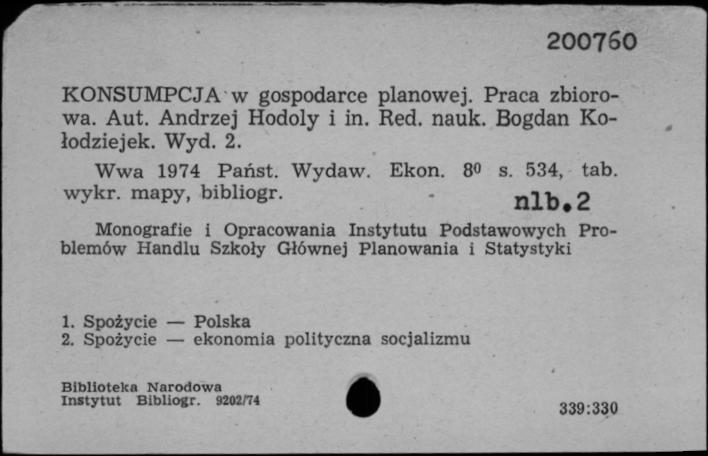 200760
KONSUMPCJA w gospodarce planowej. Praca zbioro-
wa. Aut. Andrzej Hodoly i in. Red. nauk. Bogdan Ko-
łodziejek. Wyd. 2.
Wwa 1974 Państ. Wydaw. Ekon. 8⁰ s. 534, tab.
wykr. mapy, bibliogr.
nlb.2
Monografie i Opracowania Instytutu Podstawowych Pro-
blemów Handlu Szkoły Głównej Planowania i Statystyki
1. Spożycie — Polska
2. Spożycie — ekonomia polityczna socjalizmu
Biblioteka Narodowa
Instytut Bibliogr. 9202/74
339:330